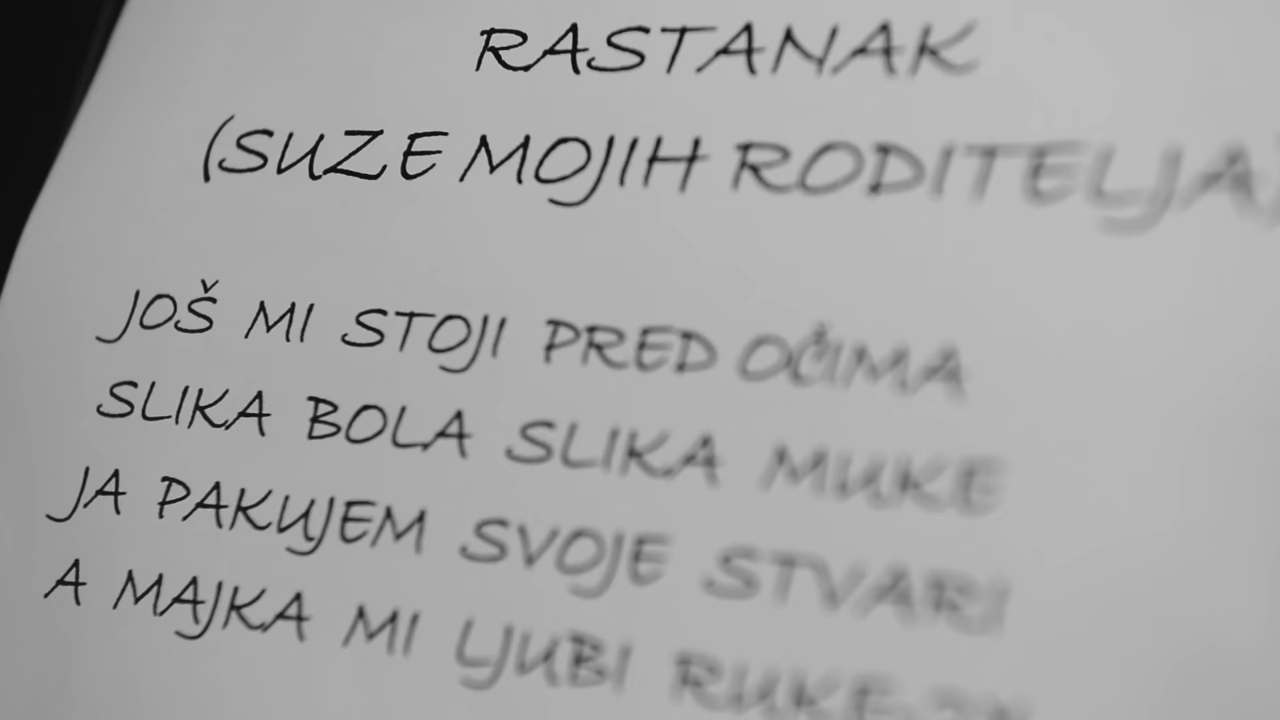 RASTANAK
(SUZE MOJIH RODITELJA
JOŠ MI STOJI PRED OČIMA
SLIKA BOLA SLIKA MUKE
JA PAKUJEM SVOJE STVARI
A MAJKA MI LJUBI RUKE